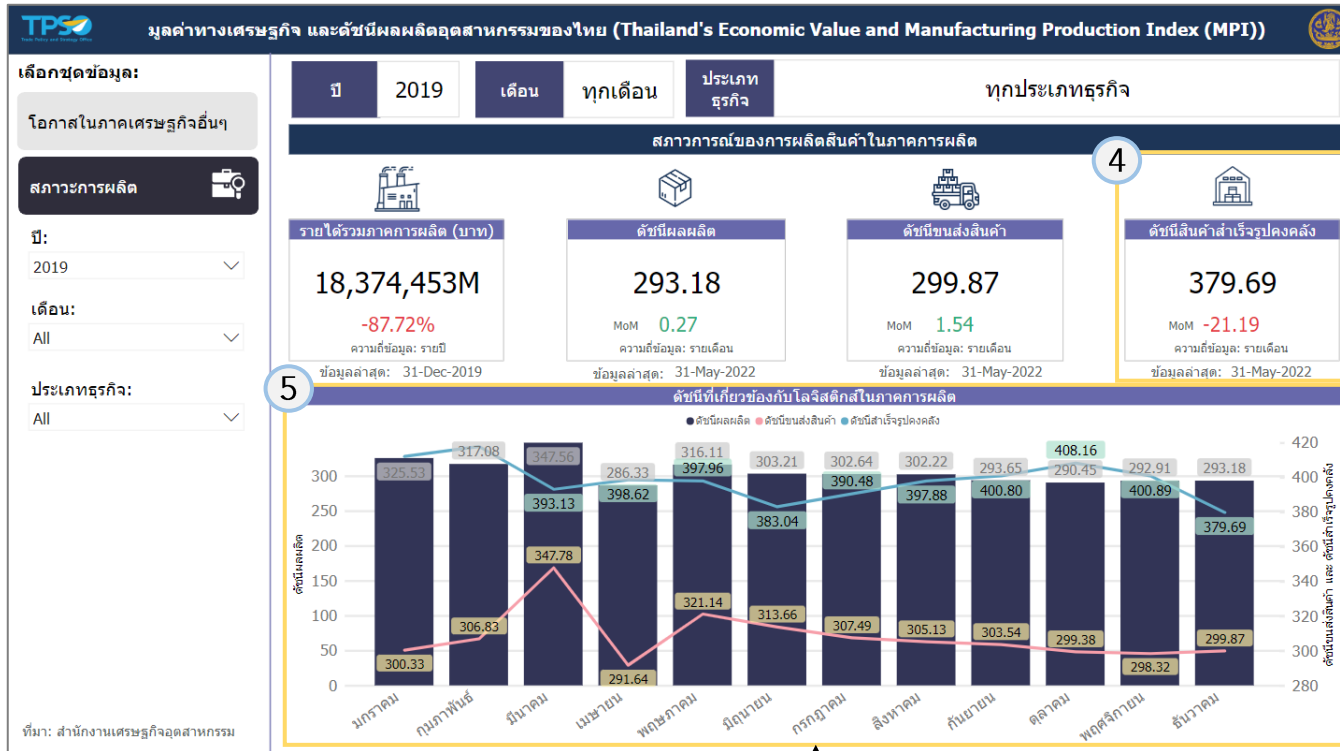 TPSO
Trade Policy and Strategy Office
มูลค่าทางเศรษฐกิจ และดัชนีผลผลิตอุตสาหกรรมของไทย (Thailand's Economic Value and Manufacturing Production Index (MPI))
เลือกชุดข้อมูล:
โอกาสในภาคเศรษฐกิจอื่นๆ
สภาวะการผลิต
ปี:
2019
เดือน:
All
ประเภทธุรกิจ:
All
ที่มา: สำนักงานเศรษฐกิจอุตสาหกรรม
ปี 2019 เดือน ทุกเดือน ประเภทธุรกิจ ทุกประเภทธุรกิจ
สภาวการณ์ของการผลิตสินค้าในภาคการผลิต
4
รายได้รวมภาคการผลิต (บาท)
18,374,453M
-87.72%
ความถี่ข้อมูล: รายปี
ข้อมูลล่าสุด: 31-Dec-2019
ดัชนีผลผลิต
293.18
MoM 0.27
ความถี่ข้อมูล: รายเดือน
ข้อมูลล่าสุด: 31-May-2022
ดัชนีขนส่งสินค้า
299.87
MoM 1.54
ความถี่ข้อมูล: รายเดือน
ข้อมูลล่าสุด: 31-May-2022
ดัชนีสินค้าสำเร็จรูปคงคลัง
379.69
MoM -21.19
ความถี่ข้อมูล: รายเดือน
ข้อมูลล่าสุด: 31-May-2022
5
ดัชนีที่เกี่ยวข้องกับโลจิสติกส์ในภาคการผลิต
ดัชนีผลผลิต ดัชนีขนส่งสินค้า ดัชนีสำเร็จรูปคงคลัง
ดัชนีผลผลิต
300
250
200
150
100
50
0
325.53 317.08 347.56 286.33 316.11 303.21 302.64 302.22 293.65 290.45 292.91 293.18
393.13 398.62 397.96 383.04 390.48 397.88 400.80 408.16 400.89 379.69
300.33 306.83 347.78 291.64 321.14 313.66 307.49 305.13 303.54 299.38 298.32 299.87
420
400
380
360
340
320
300
280
ดัชนีขนส่งสินค้า และ ดัชนีสำเร็จรูปคงคลัง
มกราคม กุมภาพันธ์ มีนาคม เมษายน พฤษภาคม มิถุนายน กรกฎาคม สิงหาคม กันยายน ตุลาคม พฤศจิกายน ธันวาคม